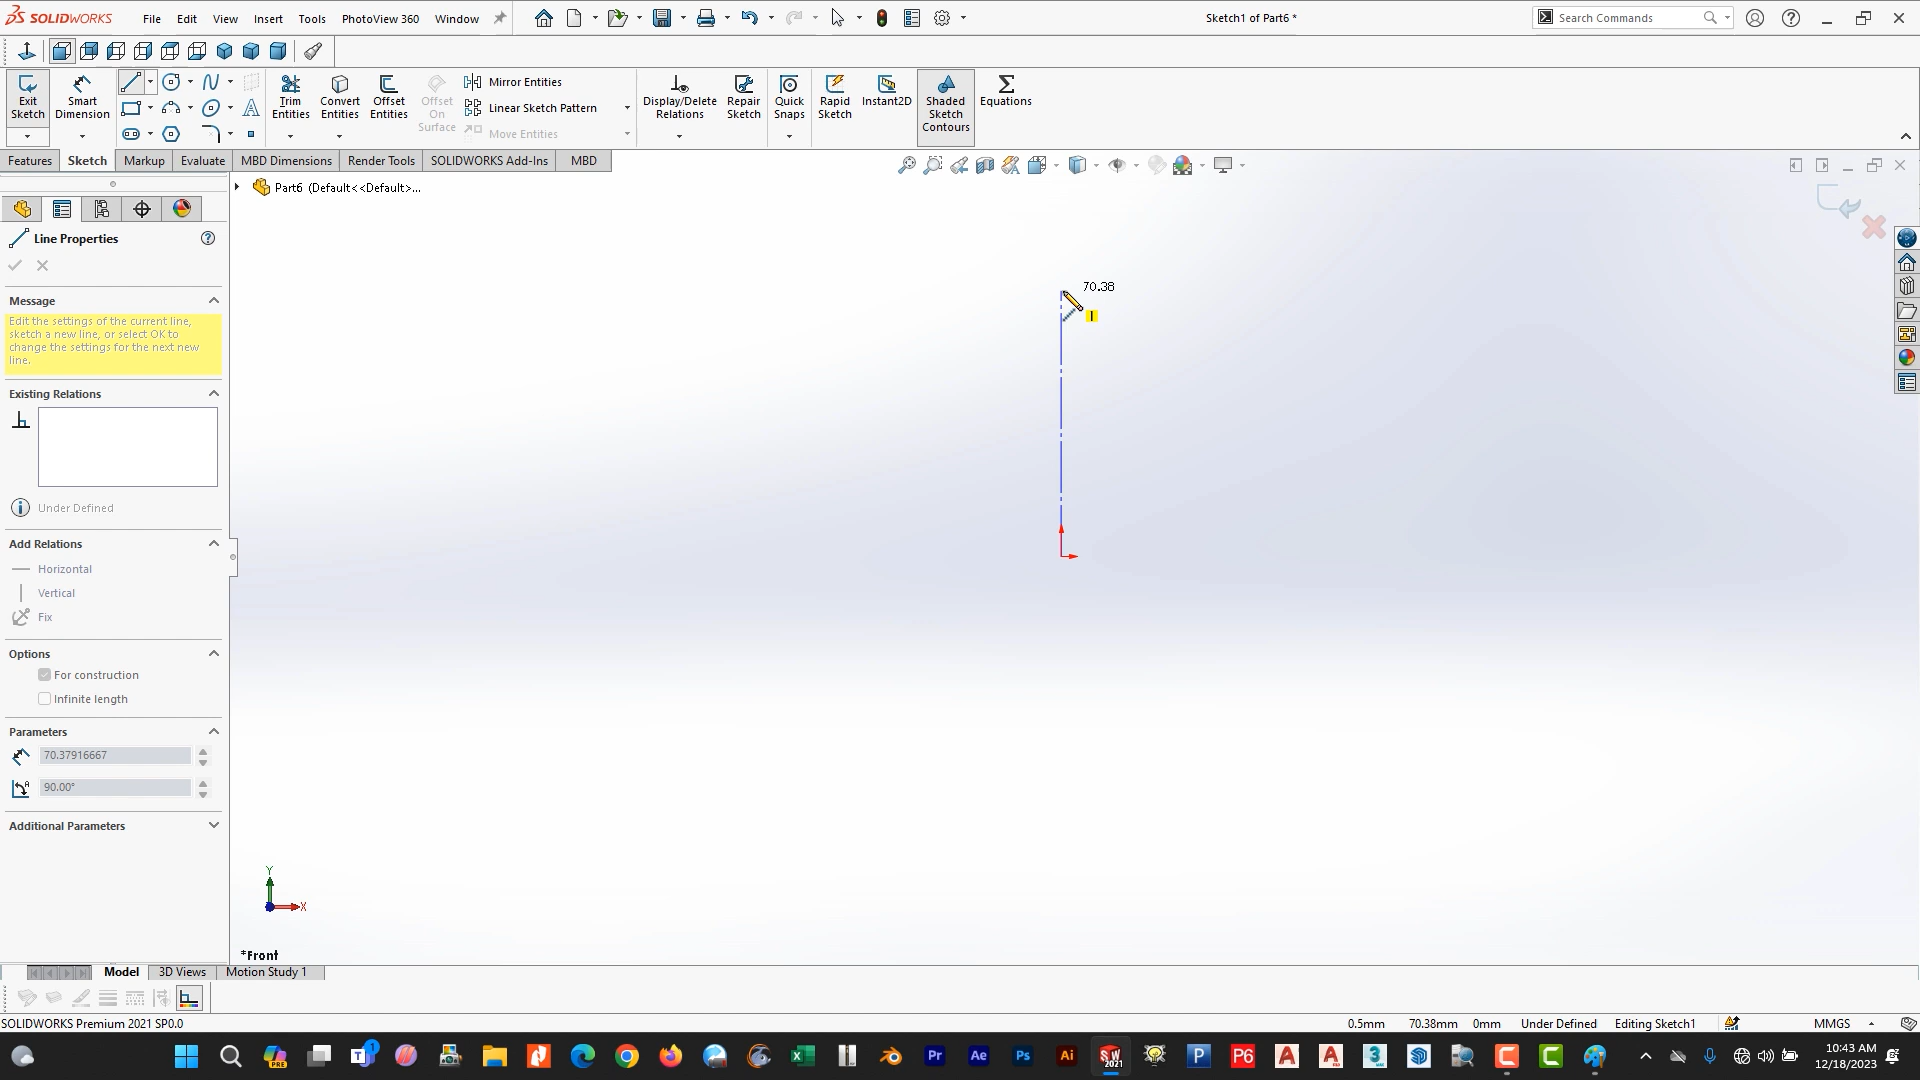 SOLIDWORKS
File Edit View Insert Tools PhotoView 360 Window
Sketch1 of Part6 *
Search Commands
Exit Sketch
Smart Dimension
Trim Entities
Convert Entities
Offset Entities
Offset On Surface
Mirror Entities
Linear Sketch Pattern
Move Entities
Display/Delete Relations
Repair Sketch
Quick Snaps
Rapid Sketch
Instant2D
Shaded Sketch Contours
Equations
Features Sketch Markup Evaluate MBD Dimensions Render Tools SOLIDWORKS Add-Ins MBD
Part6 (Default<<Default>...
Line Properties
Message
Edit the settings of the current line,
sketch a new line, or select OK to
change the settings for the next new
line.
Existing Relations
Under Defined
Add Relations
Horizontal
Vertical
Fix
Options
For construction
Infinite length
Parameters
70.37916667
90.00°
Additional Parameters
70.38
Y
X
*Front
Model 3D Views Motion Study 1
SOLIDWORKS Premium 2021 SP0.0
0.5mm 70.38mm 0mm Under Defined Editing Sketch1 MMGS
10:43 AM
12/18/2023